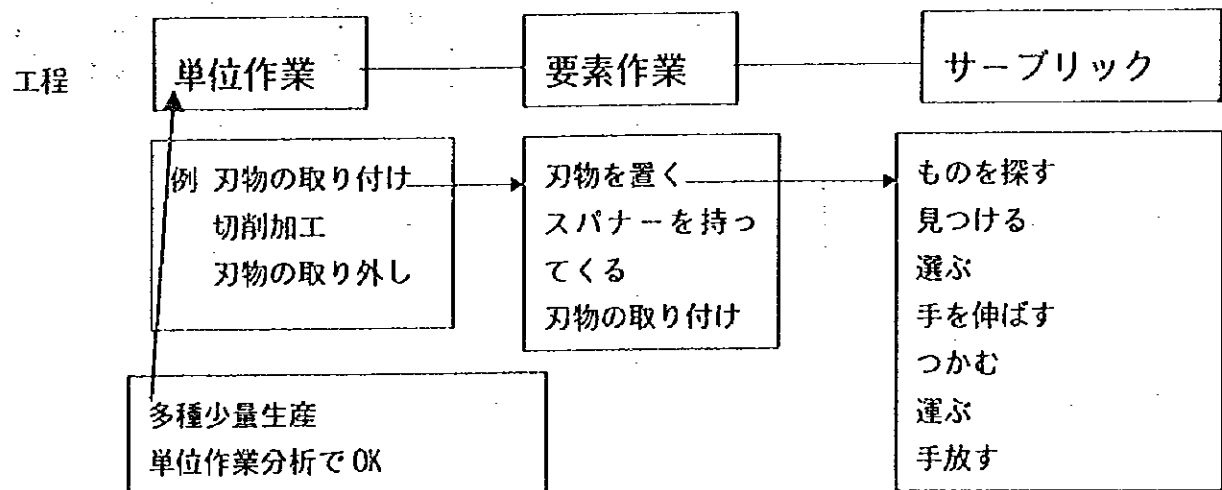 工程
単位作業
要素作業
サーブリック
例 刃物の取り付け
切削加工
刃物の取り外し
刃物を置く
スパナーを持っ
てくる
刃物の取り付け
ものを探す
見つける
選ぶ
手を伸ばす
つかむ
運ぶ
手放す
多種少量生産
単位作業分析でOK